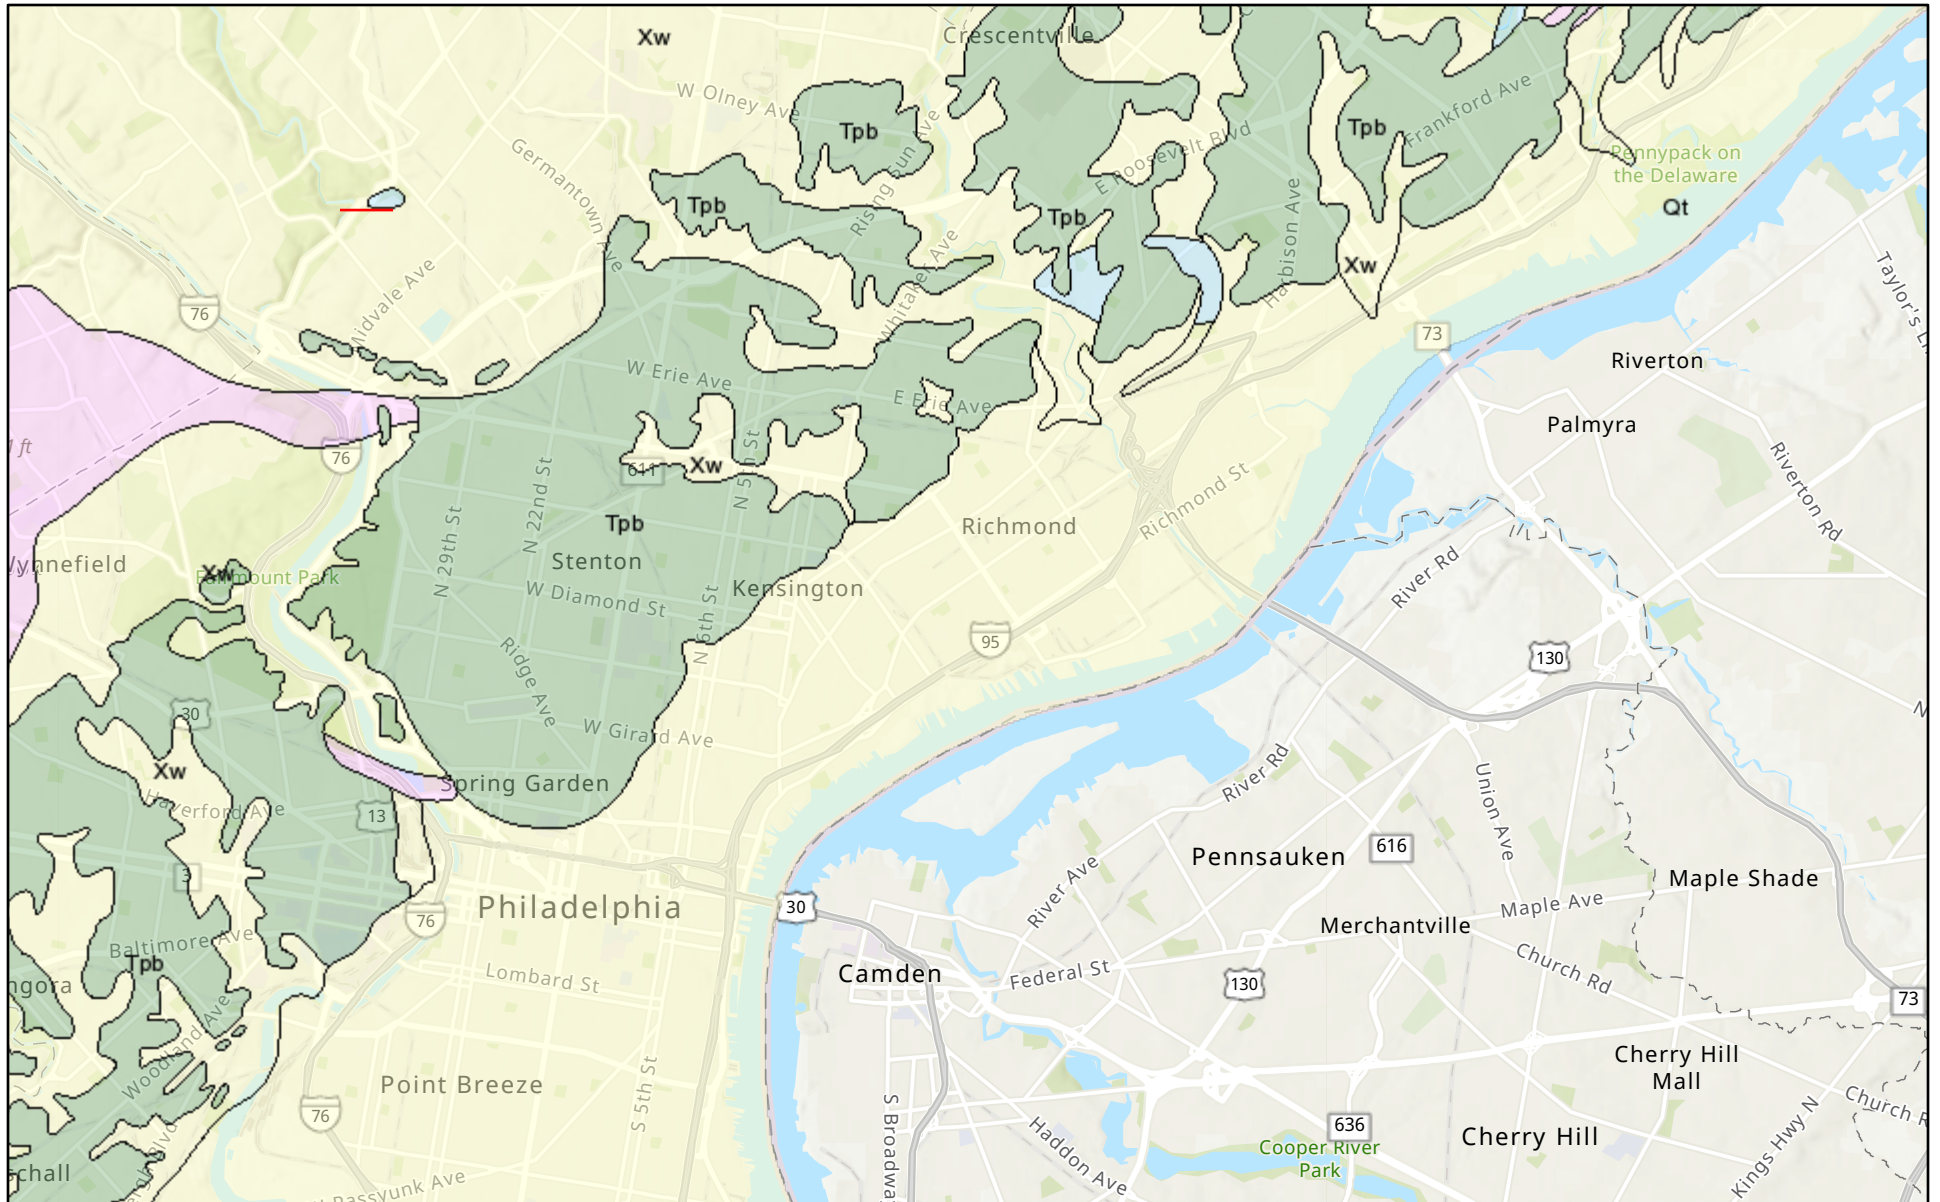 Xw
Crescentville
W Olney Ave
Tpb
Tpb
Frankford Ave
E Roosevelt Blvd
Pennypack on
the Delaware
Germantown Ave
Rising Sun Ave
Tpb
Tpb
Qt
Harbison Ave
Whitaker Ave
Xw
Taylor's
Midvale Ave
76
73
Riverton
W Erie Ave
E Erie Ave
Palmyra
ft
76
611
Xw
N 5th St
Riverton Rd
N 22nd St
N 29th St
Tpb
Richmond
Richmond St
Stenton
Xw
Fairmount Park
W Diamond St
Kensington
River Rd
N 6th St
95
130
Ridge Ave
30
W Girard Ave
Xw
Spring Garden
River Rd
Union Ave
Haverford Ave
13
616
Pennsauken
3
Maple Shade
River Ave
Philadelphia
30
76
Maple Ave
Merchantville
Baltimore Ave
Tpb
Lombard St
Camden
Federal St
130
Church Rd
73
Woodland Ave
Cherry Hill
Mall
Point Breeze
76
S 5th St
S Broadway
Haddon Ave
636
Cooper River
Park
Cherry Hill
Kings Hwy N
Church
W Passyunk Ave